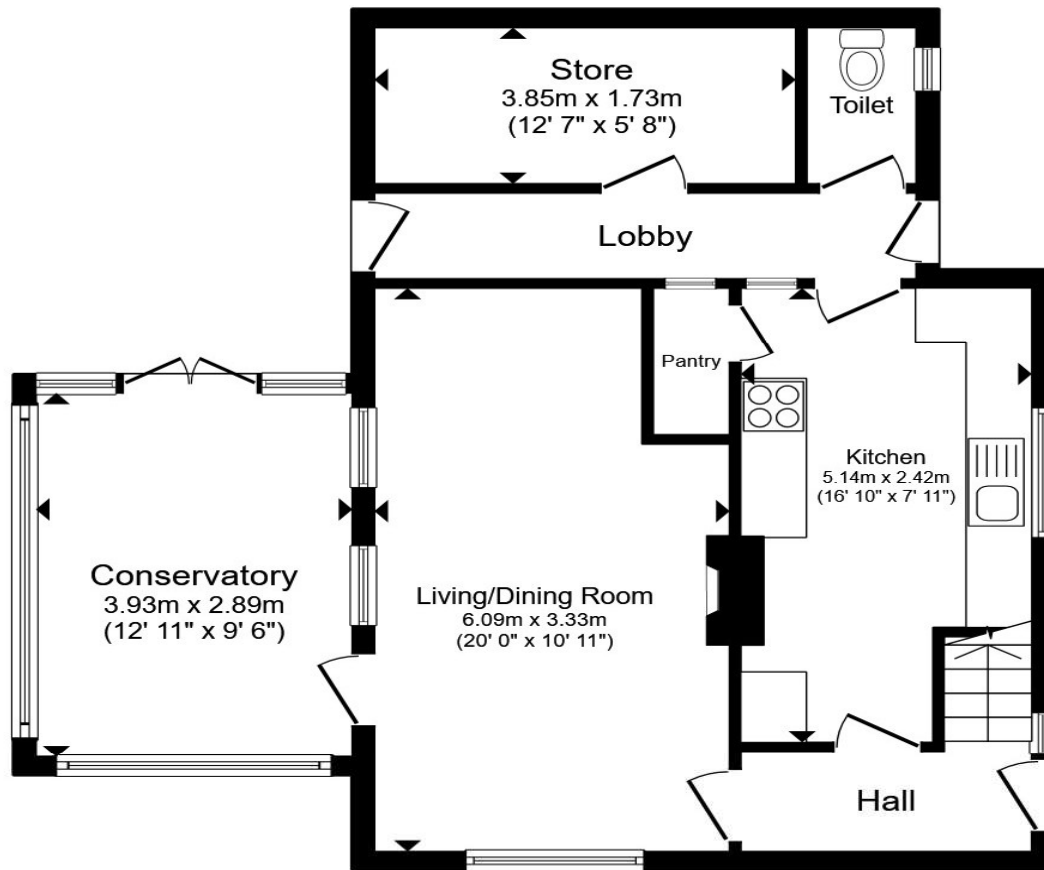 Store
3.85m x 1.73m
(12' 7" x 5' 8")
Toilet
Lobby
Pantry
Kitchen
5.14m x 2.42m
(16' 10" x 7' 11")
Conservatory
3.93m x 2.89m
(12' 11" x 9' 6")
Living/Dining Room
6.09m x 3.33m
(20' 0" x 10' 11")
Hall